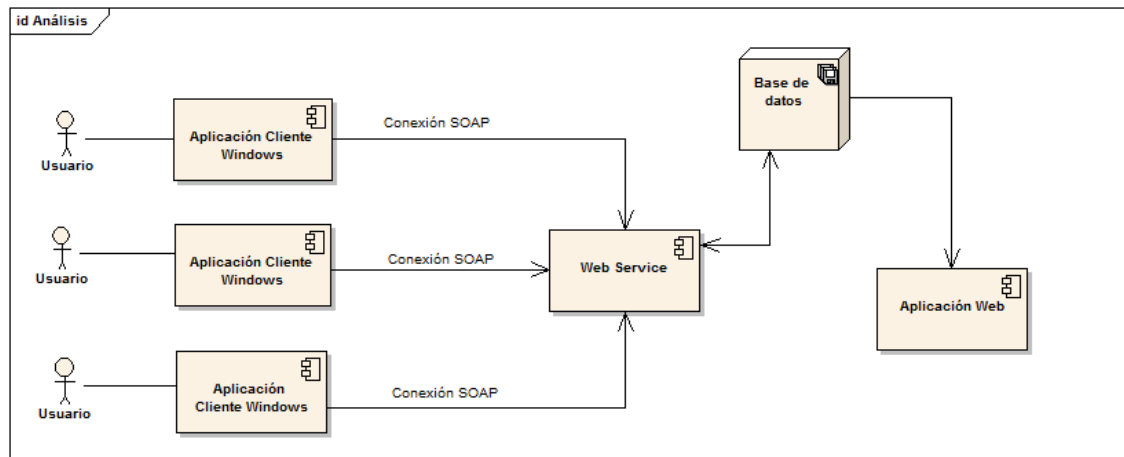 id Análisis
Usuario
Aplicación Cliente
Windows
Conexión SOAP
Base de
datos
Usuario
Aplicación Cliente
Windows
Conexión SOAP
Web Service
Aplicación Web
Usuario
Aplicación
Cliente Windows
Conexión SOAP